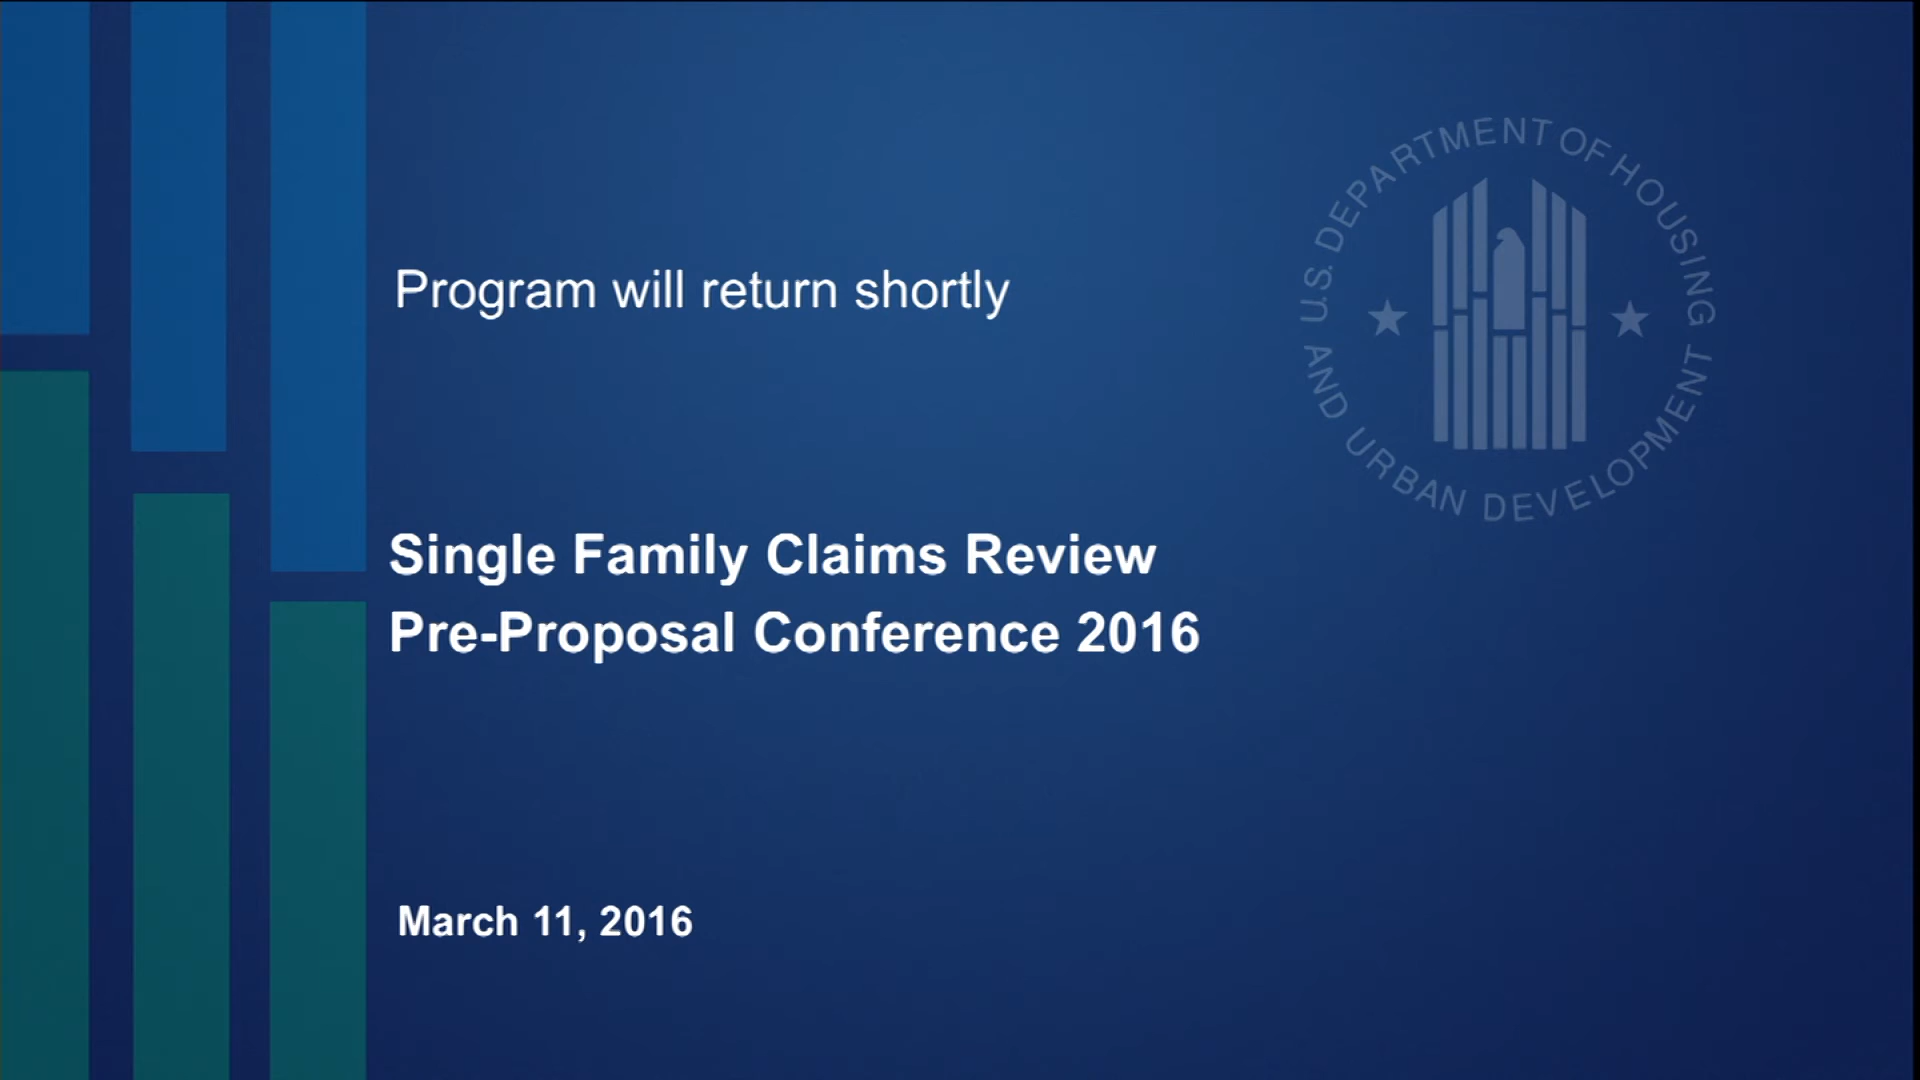 Program will return shortly
U.S. DEPARTMENT OF HOUSING
AND URBAN DEVELOPMENT
Single Family Claims Review
Pre-Proposal Conference 2016
March 11, 2016